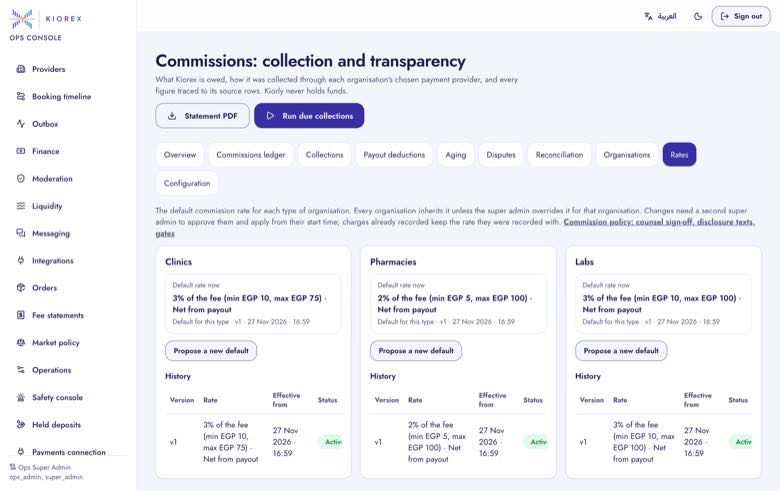 KIOREX
OPS CONSOLE
Providers
Booking timeline
Outbox
Finance
Moderation
Liquidity
Messaging
Integrations
Orders
Fee statements
Market policy
Operations
Safety console
Held deposits
Payments connection
Ops Super Admin
ops_admin, super_admin
العربية
Sign out
Commissions: collection and transparency
What Kiorex is owed, how it was collected through each organisation's chosen payment provider, and every
figure traced to its source rows. Kiorly never holds funds.
Statement PDF
Run due collections
Overview
Commissions ledger
Collections
Payout deductions
Aging
Disputes
Reconciliation
Organisations
Rates
Configuration
The default commission rate for each type of organisation. Every organisation inherits it unless the super admin overrides it for that organisation. Changes need a second super
admin to approve them and apply from their start time; charges already recorded keep the rate they were recorded with. Commission policy: counsel sign-off, disclosure texts,
gates
Clinics
Default rate now
3% of the fee (min EGP 10, max EGP 75) ·
Net from payout
Default for this type · v1 · 27 Nov 2026 · 16:59
Propose a new default
History
Version Rate Effective from Status
v1 3% of the fee (min EGP 10, max EGP 75) · Net from payout 27 Nov 2026 · 16:59 Activ
Pharmacies
Default rate now
2% of the fee (min EGP 5, max EGP 100) ·
Net from payout
Default for this type · v1 · 27 Nov 2026 · 16:59
Propose a new default
History
Version Rate Effective from Status
v1 2% of the fee (min EGP 5, max EGP 100) · Net from payout 27 Nov 2026 · 16:59 Activ
Labs
Default rate now
3% of the fee (min EGP 10, max EGP 100) ·
Net from payout
Default for this type · v1 · 27 Nov 2026 · 16:59
Propose a new default
History
Version Rate Effective from Status
v1 3% of the fee (min EGP 10, max EGP 100) · Net from payout 27 Nov 2026 · 16:59 Activ